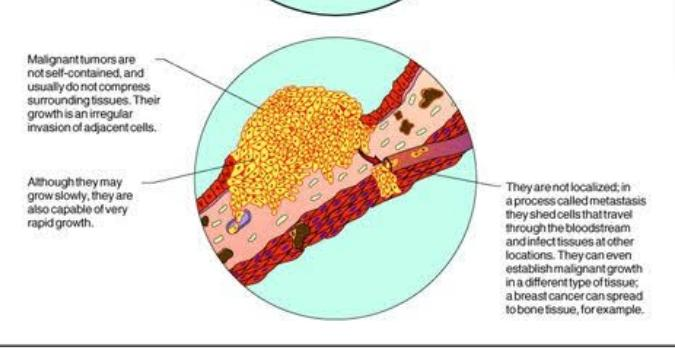 Malignant tumors are
not self-contained, and
usually do not compress
surrounding tissues. Their
growth is an irregular
invasion of adjacent cells.
Although they may
grow slowly, they are
also capable of very
rapid growth.
They are not localized; in
a process called metastasis
they shed cells that travel
through the bloodstream
and infect tissues at other
locations. They can even
establish malignant growth
in a different type of tissue;
a breast cancer can spread
to bone tissue, for example.